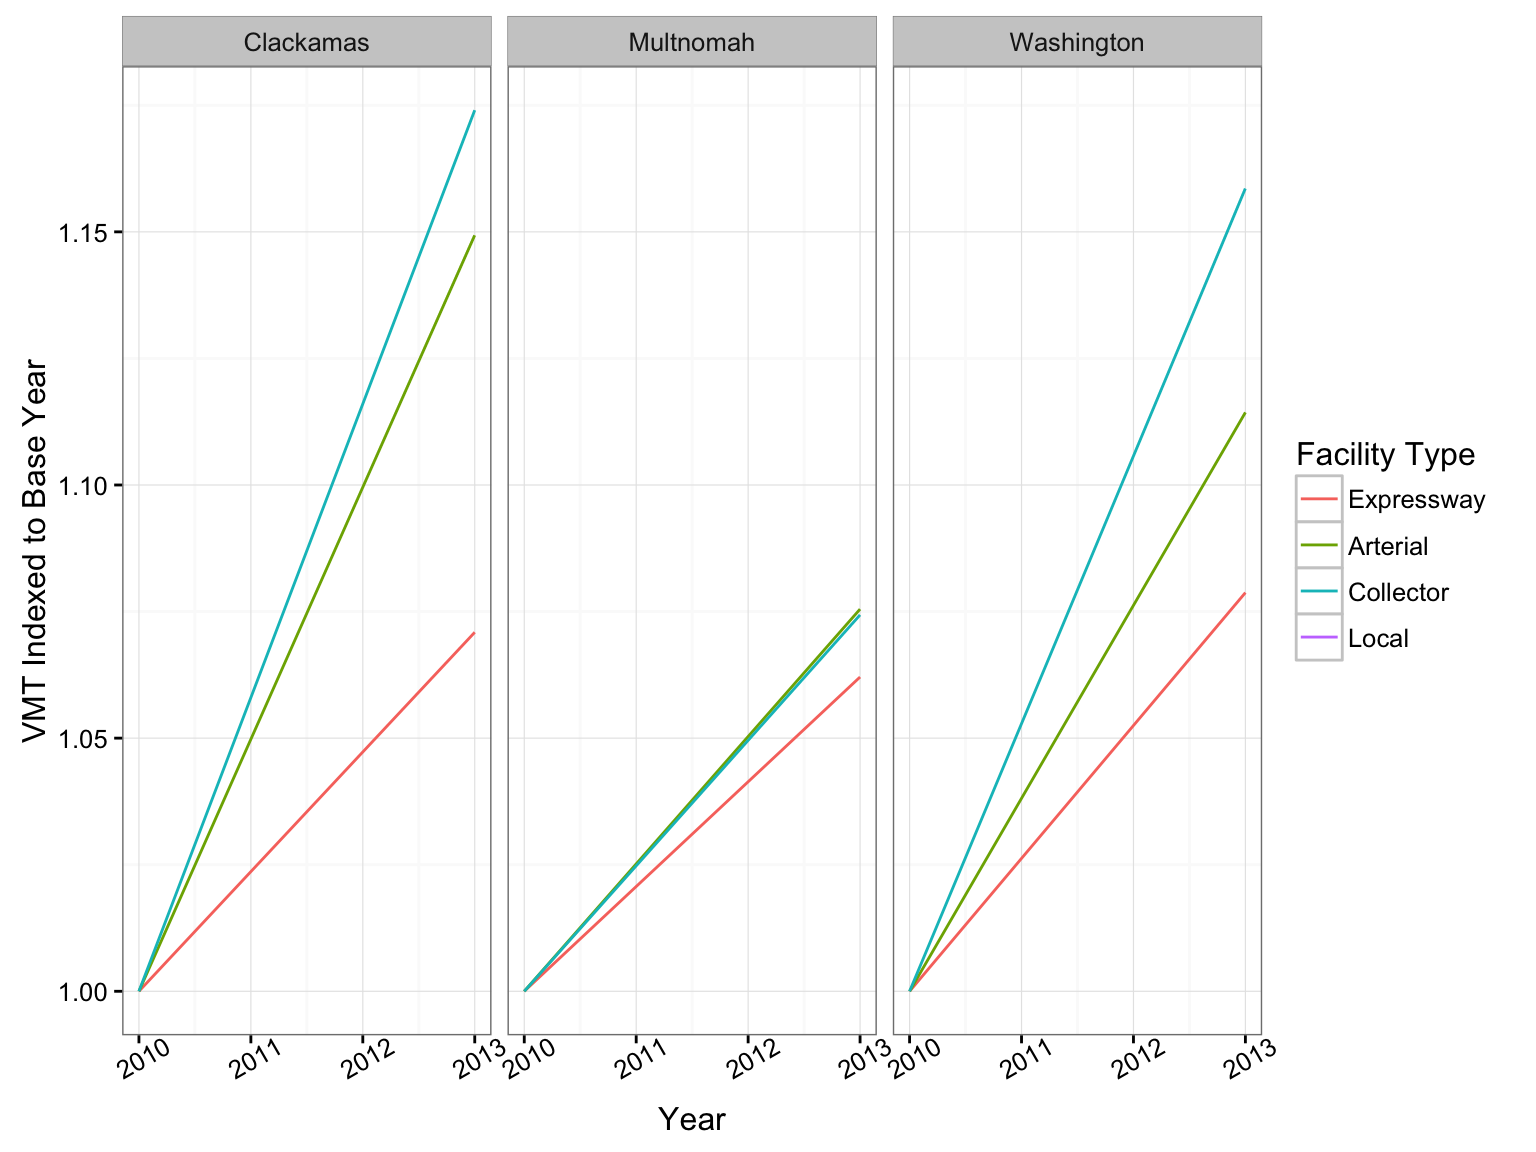 Clackamas Multnomah Washington
VMT Indexed to Base Year
1.15
1.10
1.05
1.00
2010 2011 2012 2013 2010 2011 2012 2013 2010 2011 2012 2013
Year
Facility Type
Expressway
Arterial
Collector
Local